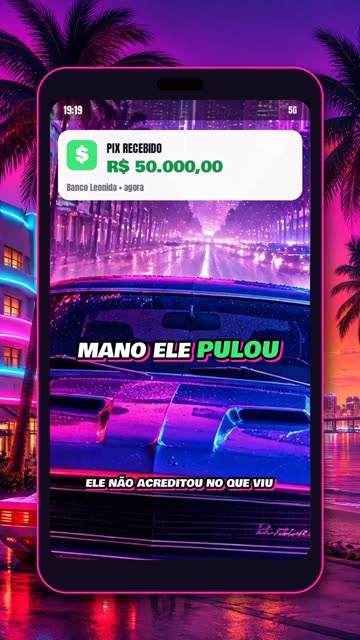 19:19
5G
$
PIX RECEBIDO
R$ 50.000,00
Banco Leonida • agora
MANO ELE PULOU
ELE NÃO ACREDITOU NO QUE VIU